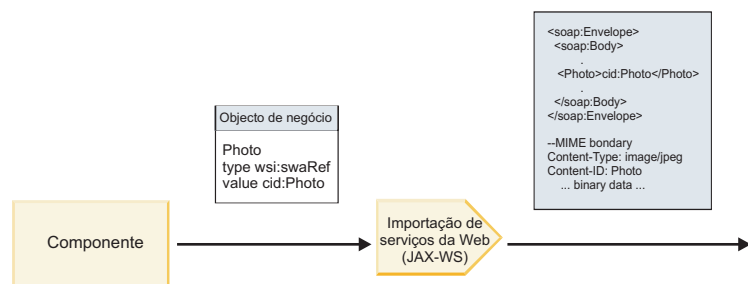 Componente
Objecto de negócio
Photo
type wsi:swaRef
value cid:Photo
Importação de
serviços da Web
(JAX-WS)
<soap:Envelope>
<soap:Body>
.
<Photo>cid:Photo</Photo>
.
</soap:Body>
</soap:Envelope>
--MIME bondary
Content-Type: image/jpeg
Content-ID: Photo
... binary data ...